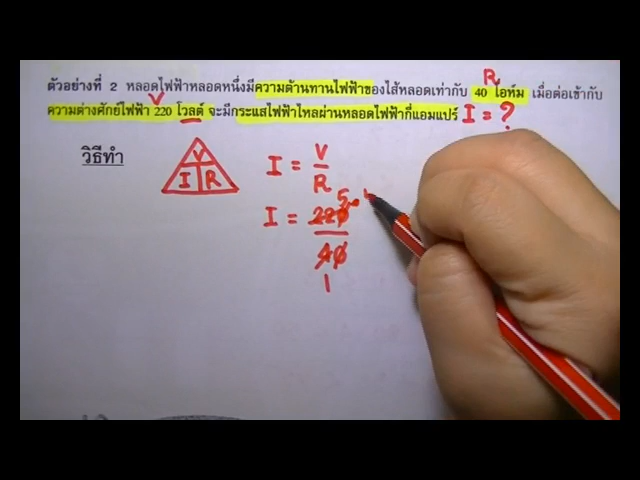 ตัวอย่างที่ 2 หลอดไฟฟ้าหลอดหนึ่งมีความต้านทานไฟฟ้าของไส้หลอดเท่ากับ 40 โอห์ม เมื่อต่อเข้ากับ
R
ความต่างศักย์ไฟฟ้า 220 โวลต์ จะมีกระแสไฟฟ้าไหลผ่านหลอดไฟฟ้ากี่แอมแปร์ I = ?
V
วิธีทำ
V
I R
I = V
R
5.
I = 220
40
1